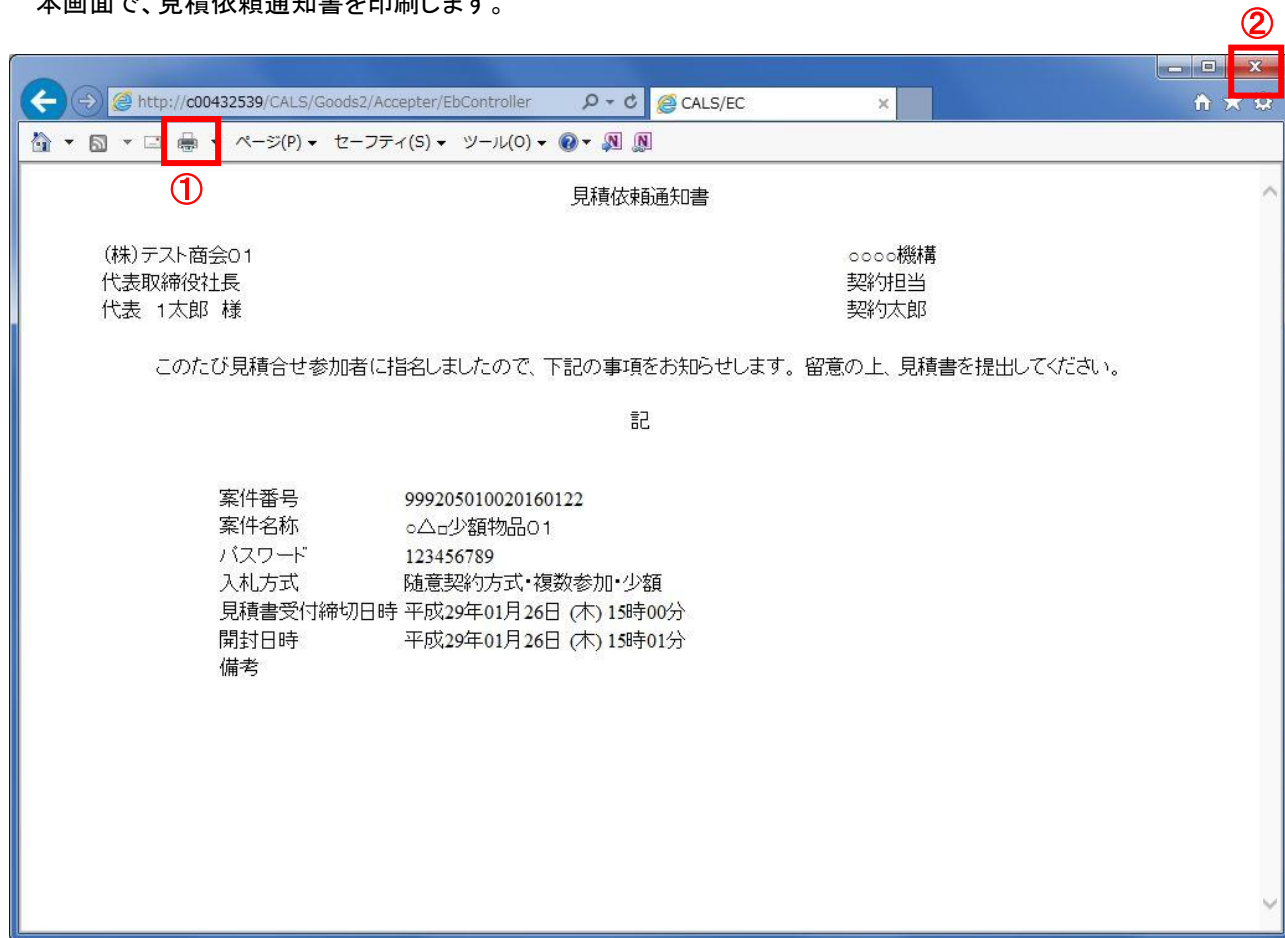 本画面で、見積依頼通知書を印刷します。
②
http://c00432539/CALS/Goods2/Accepter/EbController
CALS/EC
ページ(P) セーフティ(S) ツール(O)
①
見積依頼通知書
(株)テスト商会01 ○○○○機構
代表取締役社長 契約担当
代表 1太郎 様 契約太郎
このたび見積合せ参加者に指名しましたので、下記の事項をお知らせします。留意の上、見積書を提出してください。
記
案件番号 999205010020160122
案件名称 ○△□少額物品01
パスワード 123456789
入札方式 随意契約方式・複数参加・少額
見積書受付締切日時 平成29年01月26日 (木) 15時00分
開封日時 平成29年01月26日 (木) 15時01分
備考